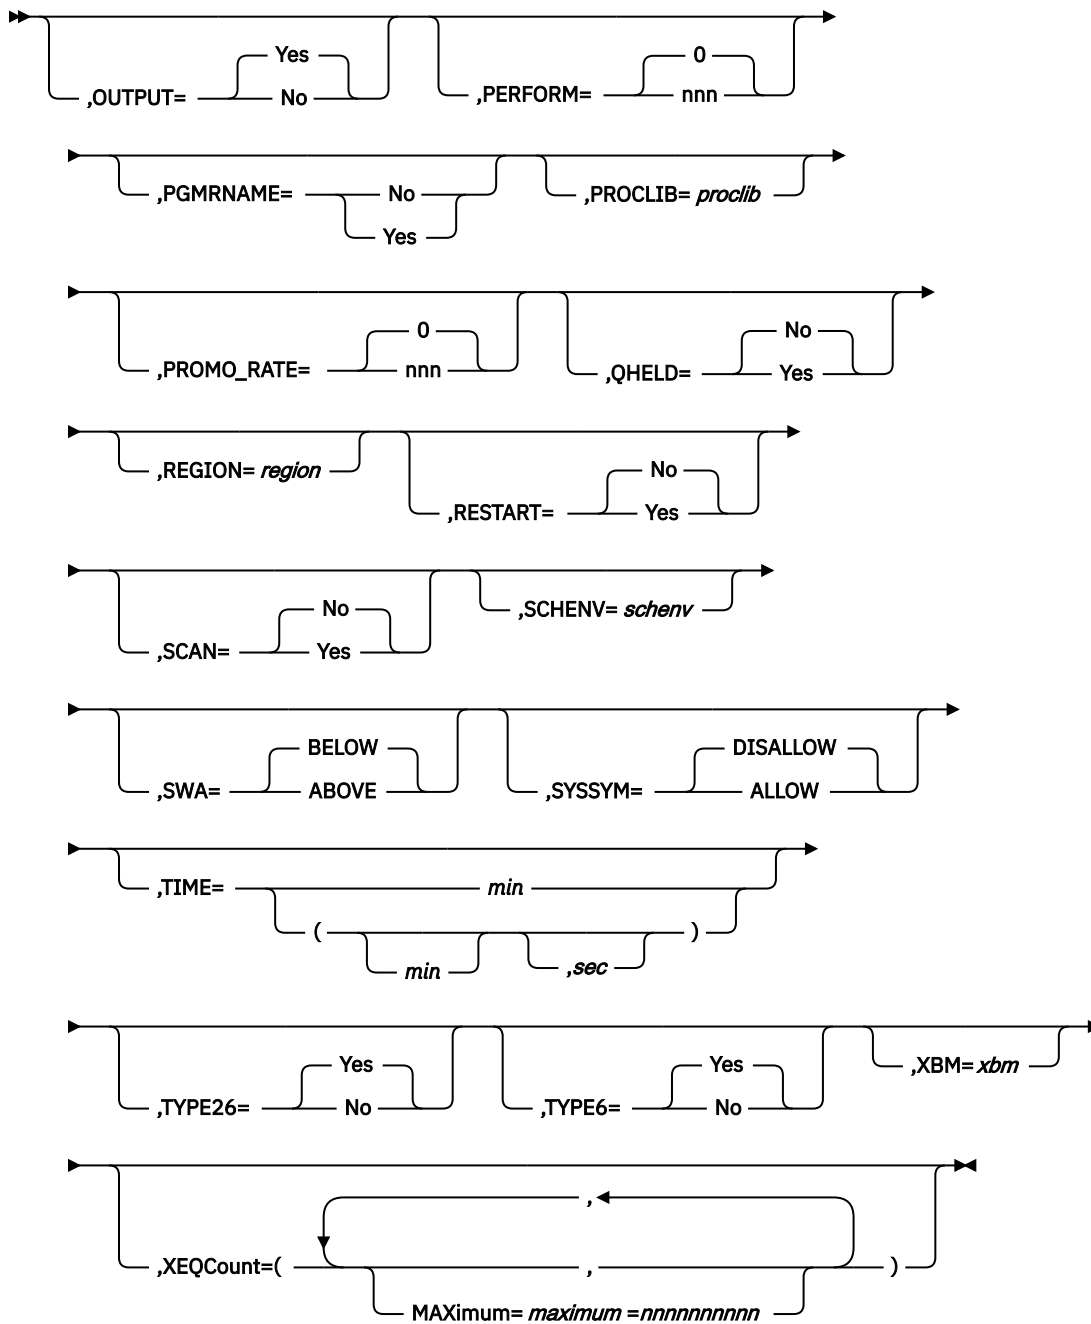 Yes
0
,OUTPUT= No ,PERFORM= nnn
,PGMRNAME= No ,PROCLIB= proclib
Yes
0 No
,PROMO_RATE= nnn ,QHELD= Yes
,REGION= region No
,RESTART= Yes
No ,SCHENV= schenv
,SCAN= Yes
BELOW DISALLOW
,SWA= ABOVE ,SYSSYM= ALLOW
,TIME= min
( min ,sec )
Yes Yes ,XBM= xbm
,TYPE26= No ,TYPE6= No
,
,XEQCount=( , )
MAXimum= maximum =nnnnnnnnnn